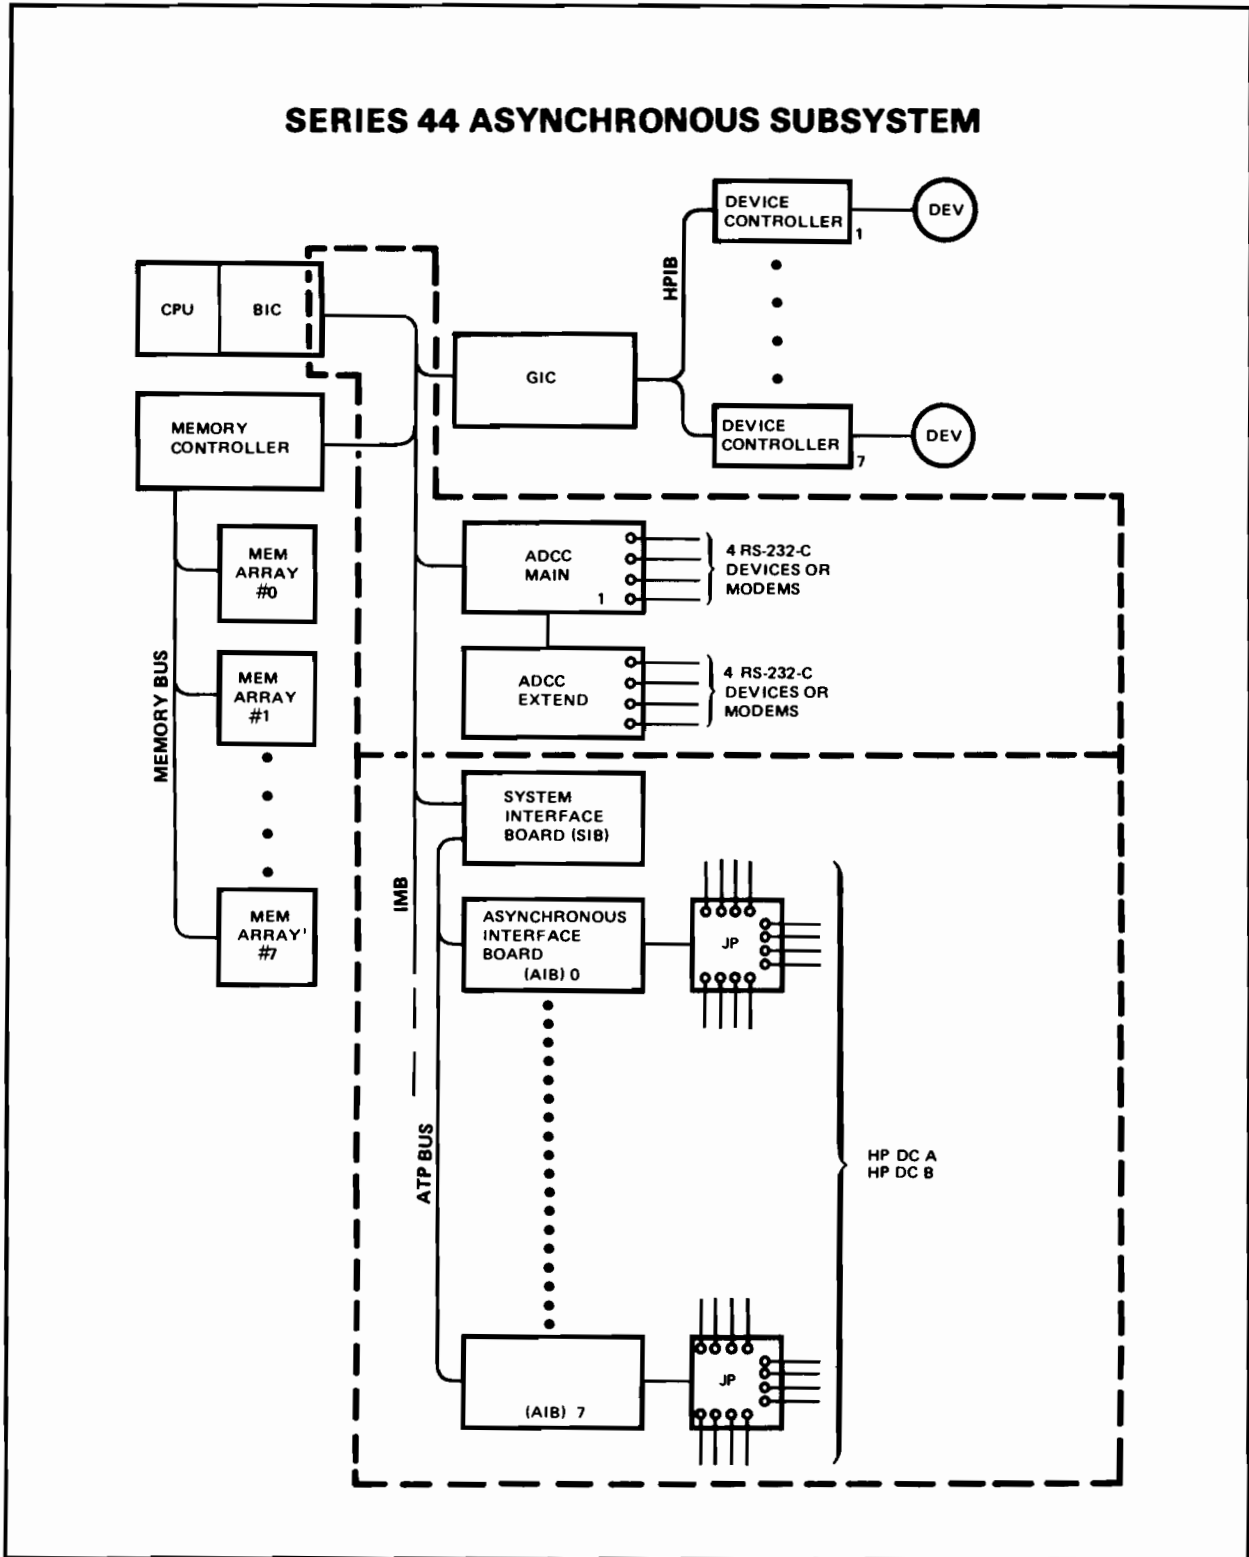 SERIES 44 ASYNCHRONOUS SUBSYSTEM
DEVICE
CONTROLLER
1
DEV
HPIB
CPU
BIC
GIC
MEMORY
CONTROLLER
DEVICE
CONTROLLER
7
DEV
MEM
ARRAY
#0
ADCC
MAIN
1
4 RS-232-C
DEVICES OR
MODEMS
MEMORY BUS
MEM
ARRAY
#1
ADCC
EXTEND
4 RS-232-C
DEVICES OR
MODEMS
SYSTEM
INTERFACE
BOARD (SIB)
IMB
MEM
ARRAY'
#7
ASYNCHRONOUS
INTERFACE
BOARD
(AIB) 0
JP
ATP BUS
HP DC A
HP DC B
(AIB) 7
JP